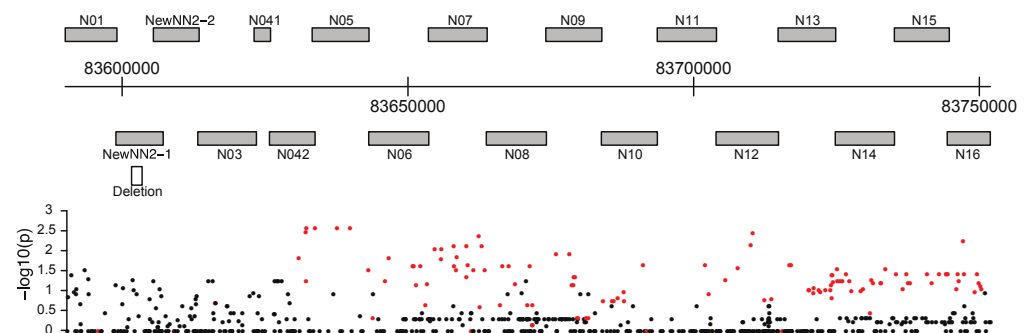 N01 NewNN2-2 N041 N05 N07 N09 N11 N13 N15
83600000 83700000
83650000 83750000
NewNN2-1 N03 N042 N06 N08 N10 N12 N14 N16
Deletion
3
2.5
2
1.5
1
0.5
0
−log10(p)